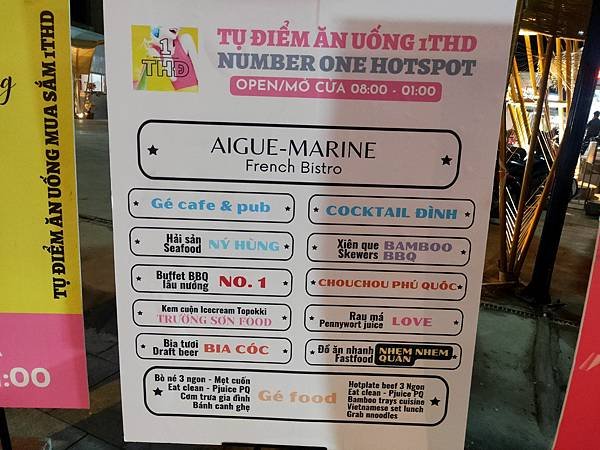 1
THĐ
TỤ ĐIỂM ĂN UỐNG 1THD
NUMBER ONE HOTSPOT
OPEN/MỞ CỬA 08:00 - 01:00
AIGUE-MARINE
French Bistro
Gé cafe & pub
COCKTAIL ĐÌNH
Hải sản
Seafood
NÝ HÙNG
Xiên que
Skewers
BAMBOO
BBQ
Buffet BBQ
lẩu nướng
NO. 1
CHOUCHOU PHÚ QUỐC
Kem cuộn Icecream Topokki
TRƯỜNG SƠN FOOD
Rau má
Pennywort juice
LOVE
Bia tươi
Draft beer
BIA CÓC
Đồ ăn nhanh
Fastfood
NHEM NHEM
QUÁN
Bò né 3 ngon - Mẹt cuốn
Eat clean - Pjuice PQ
Cơm trưa gia đình
Bánh canh ghẹ
Gé food
Hotplate beef 3 Ngon
Eat clean - Pjuice PQ
Bamboo trays cuisine
Vietnamese set lunch
Grab nnoodles
TỤ ĐIỂM ĂN UỐNG MUA SẮM 1THD
:00